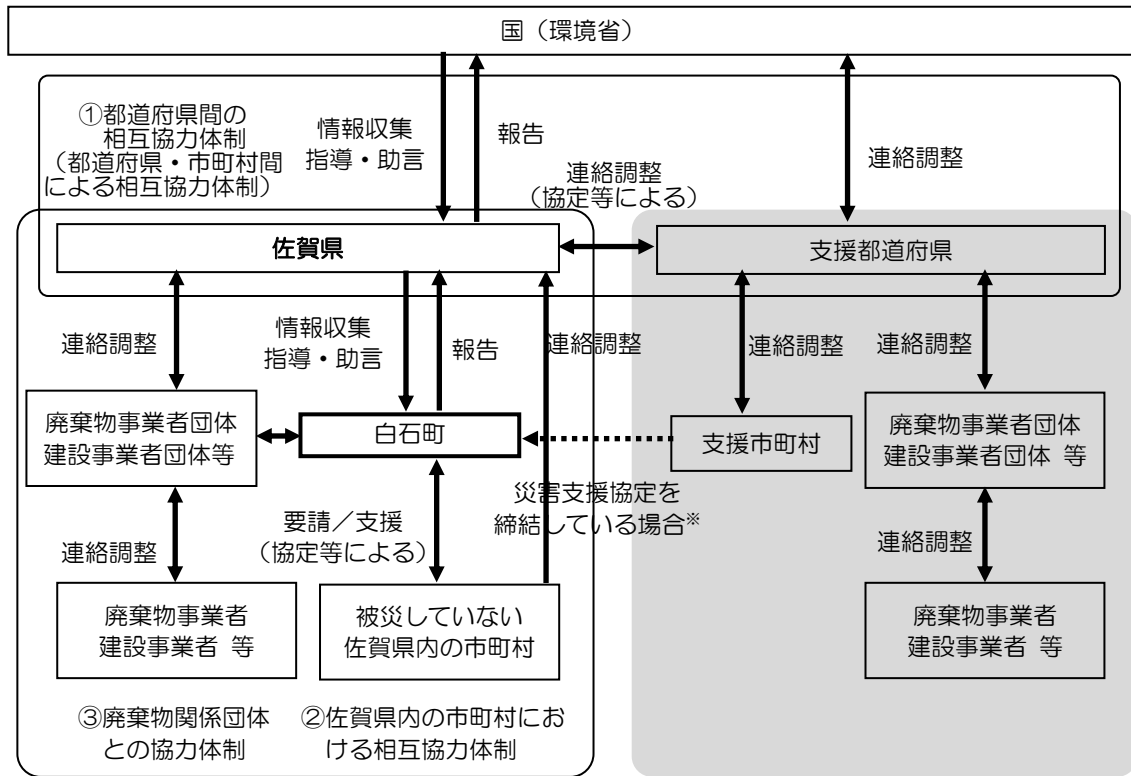 国（環境省）
①都道府県間の
相互協力体制
（都道府県・市町村間
による相互協力体制）
情報収集
指導・助言
報告
連絡調整
（協定等による）
連絡調整
佐賀県
支援都道府県
連絡調整
情報収集
指導・助言
報告
連絡調整
連絡調整
連絡調整
廃棄物事業者団体
建設事業者団体等
白石町
支援市町村
廃棄物事業者団体
建設事業者団体 等
災害支援協定を
締結している場合※
連絡調整
要請／支援
（協定等による）
連絡調整
廃棄物事業者
建設事業者 等
被災していない
佐賀県内の市町村
廃棄物事業者
建設事業者 等
③廃棄物関係団体
との協力体制
②佐賀県内の市町村にお
ける相互協力体制